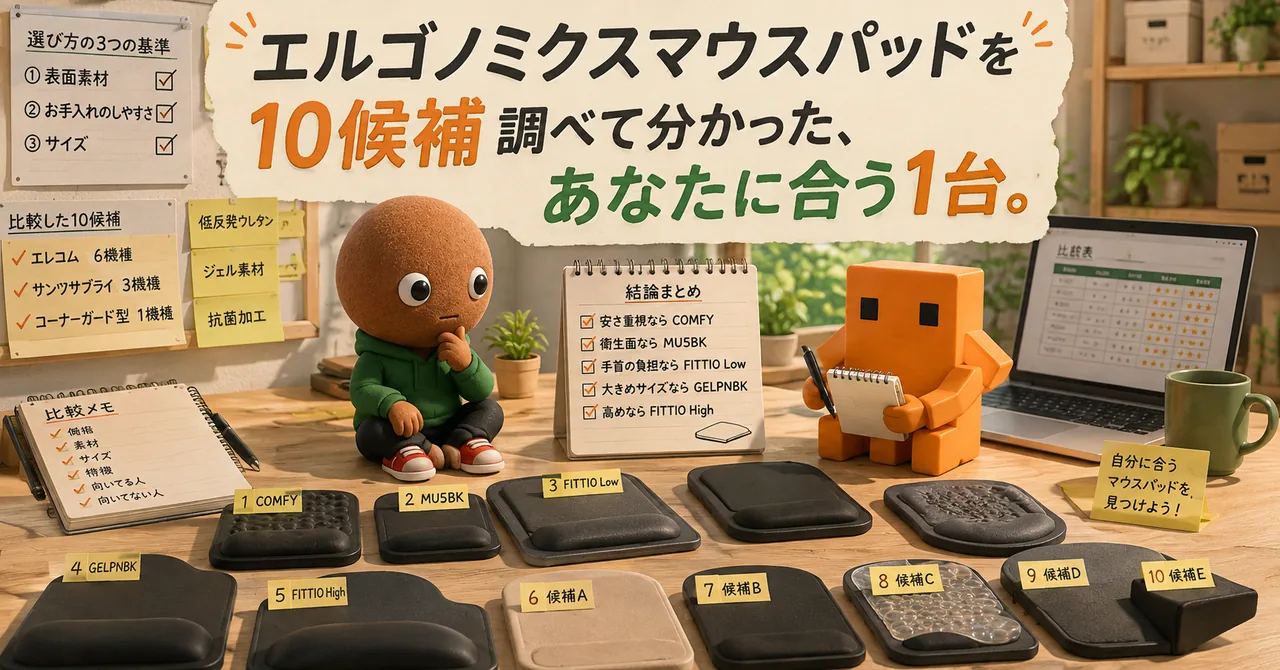 エルゴノミクスマウスパッドを
10候補 調べて分かった、
あなたに合う1台。
選び方の3つの基準
① 表面素材
② お手入れのしやすさ
③ サイズ
比較した10候補
エレコム 6機種
サンワサプライ 3機種
コーナーガード型 1機種
低反発ウレタン
ジェル素材
抗菌加工
結論まとめ
安さ重視なら COMFY
衛生面なら MU5BK
手首の負担なら FITTIO Low
大きめサイズなら GELPNBK
高めなら FITTIO High
比較表
比較メモ
素材
サイズ
特徴
向いてる人
向いてない人
自分に合う
マウスパッドを、
見つけよう!
1 COMFY
2 MU5BK
3 FITTIO Low
4 GELPNBK
5 FITTIO High
6 候補A
7 候補B
8 候補C
9 候補D
10 候補E